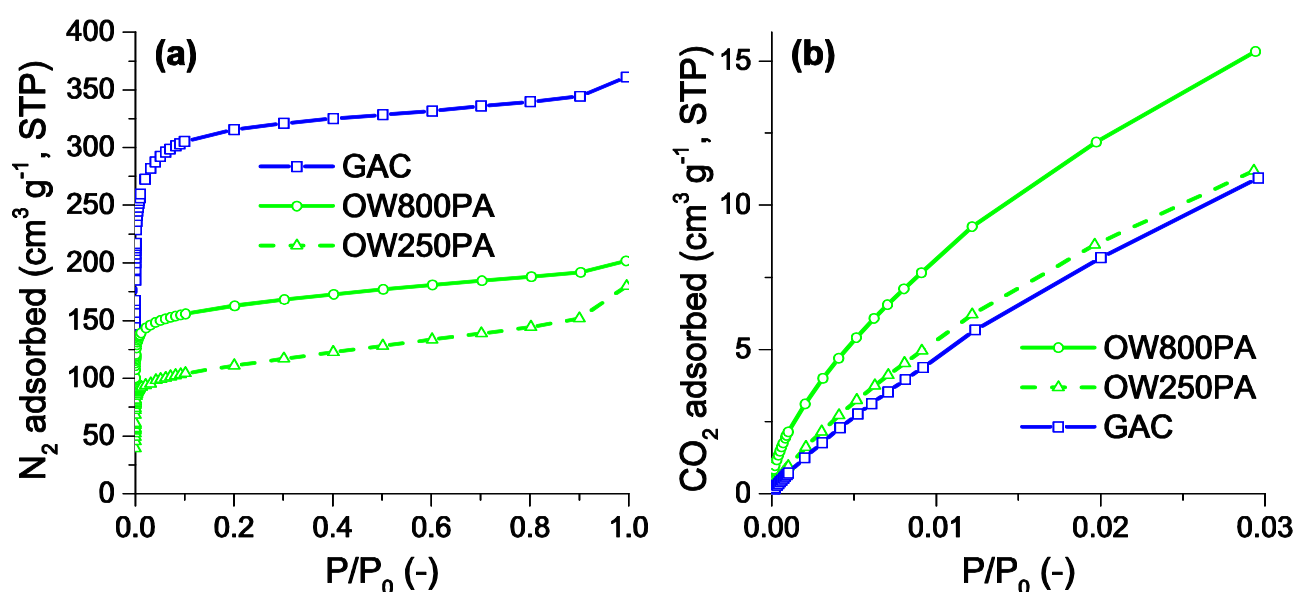 (a)
N₂ adsorbed (cm³ g⁻¹, STP)
400
350
300
250
200
150
100
50
0
GAC
OW800PA
OW250PA
0.0 0.2 0.4 0.6 0.8 1.0
P/P₀ (-)
(b)
CO₂ adsorbed (cm³ g⁻¹, STP)
15
10
5
0
OW800PA
OW250PA
GAC
0.00 0.01 0.02 0.03
P/P₀ (-)